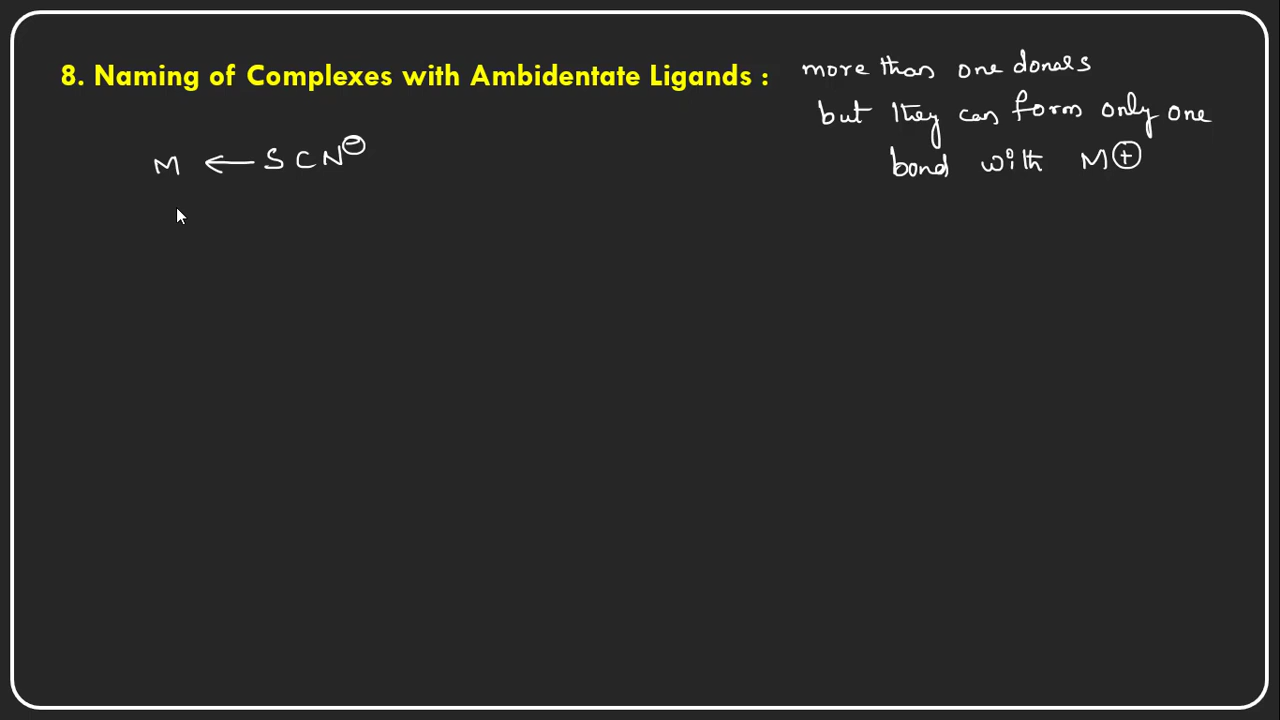 8. Naming of Complexes with Ambidentate Ligands :
more than one donors
but they can form only one
bond with M⊕
M ← SCN⊖